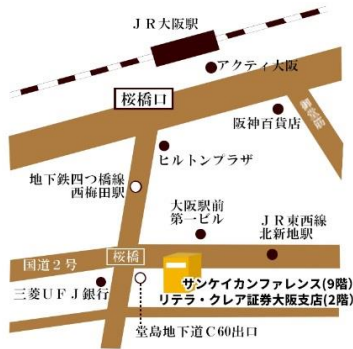 JR大阪駅
アクティ大阪
桜橋口
阪神百貨店
御堂筋
ヒルトンプラザ
地下鉄四つ橋線
西梅田駅
大阪駅前
第一ビル
JR東西線
北新地駅
国道2号
桜橋
サンケイカンファレンス(9階)
リテラ・クレア証券大阪支店(2階)
三菱UFJ銀行
堂島地下道C60出口